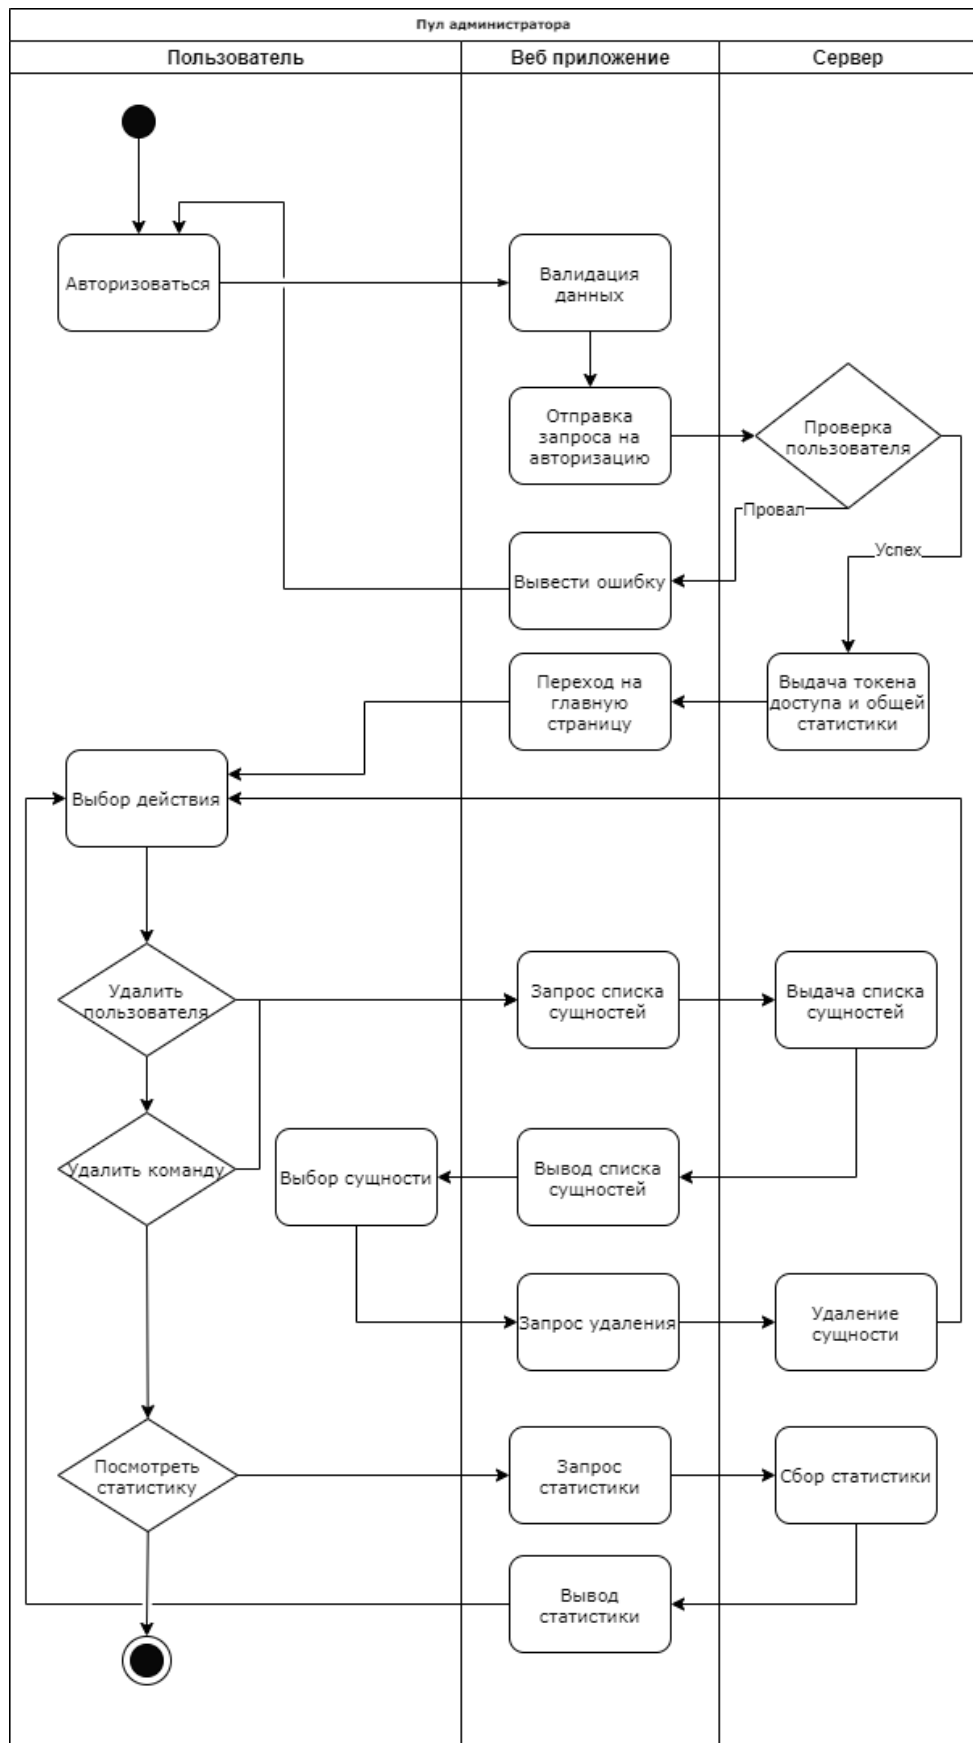 Пул администратора
Пользователь
Веб приложение
Сервер
Авторизоваться
Валидация
данных
Отправка
запроса на
авторизацию
Проверка
пользователя
Провал
Успех
Вывести ошибку
Переход на
главную
страницу
Выдача токена
доступа и общей
статистики
Выбор действия
Удалить
пользователя
Запрос списка
сущностей
Выдача списка
сущностей
Удалить команду
Выбор сущности
Вывод списка
сущностей
Запрос удаления
Удаление
сущности
Посмотреть
статистику
Запрос
статистики
Сбор статистики
Вывод
статистики